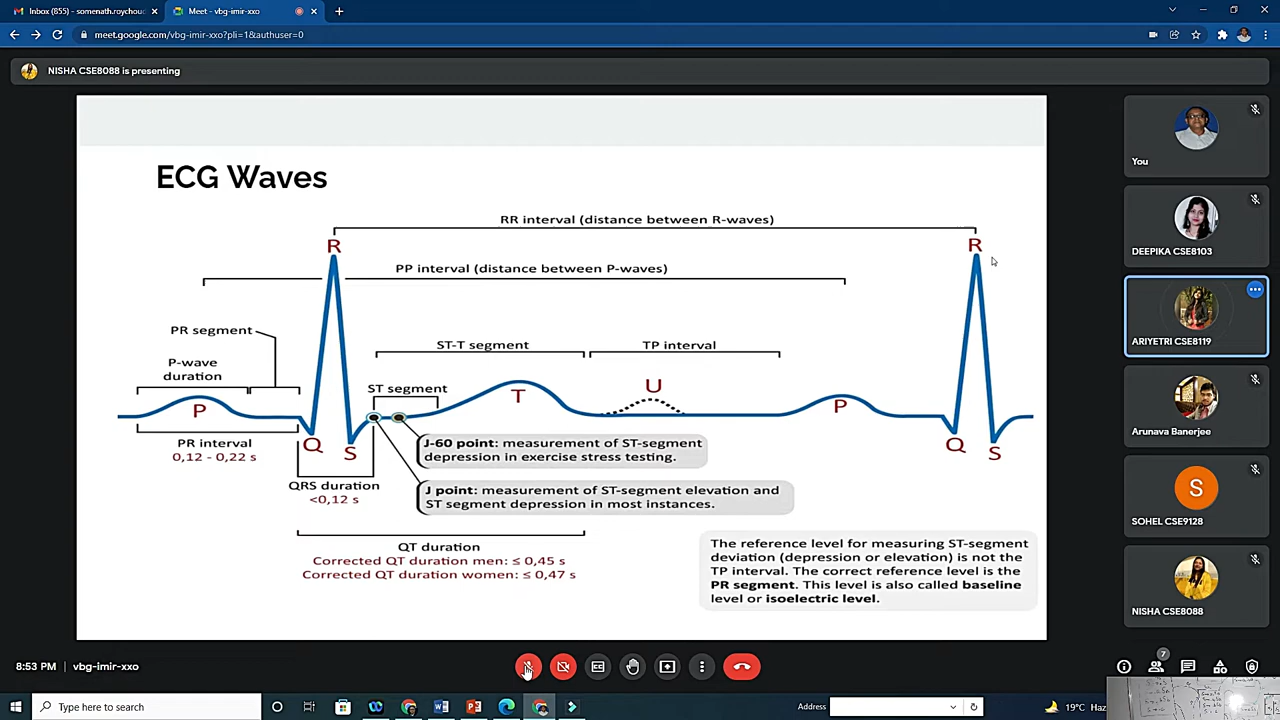 Inbox (855) - somenath.roychou
Meet - vbg-imir-xxo
meet.google.com/vbg-imir-xxo?pli=1&authuser=0
NISHA CSE8088 is presenting
ECG Waves
RR interval (distance between R-waves)
R
R
PP interval (distance between P-waves)
PR segment
ST-T segment
TP interval
P-wave
duration
ST segment
P
T
U
P
PR interval
0,12 - 0,22 s
Q
S
Q
S
J-60 point: measurement of ST-segment
depression in exercise stress testing.
QRS duration
<0,12 s
J point: measurement of ST-segment elevation and
ST segment depression in most instances.
QT duration
Corrected QT duration men: ≤ 0,45 s
Corrected QT duration women: ≤ 0,47 s
The reference level for measuring ST-segment
deviation (depression or elevation) is not the
TP interval. The correct reference level is the
PR segment. This level is also called baseline
level or isoelectric level.
You
DEEPIKA CSE8103
ARIYETRI CSE8119
Arunava Banerjee
S
SOHEL CSE9128
NISHA CSE8088
8:53 PM | vbg-imir-xxo
7
Type here to search
Address
19°C Haz